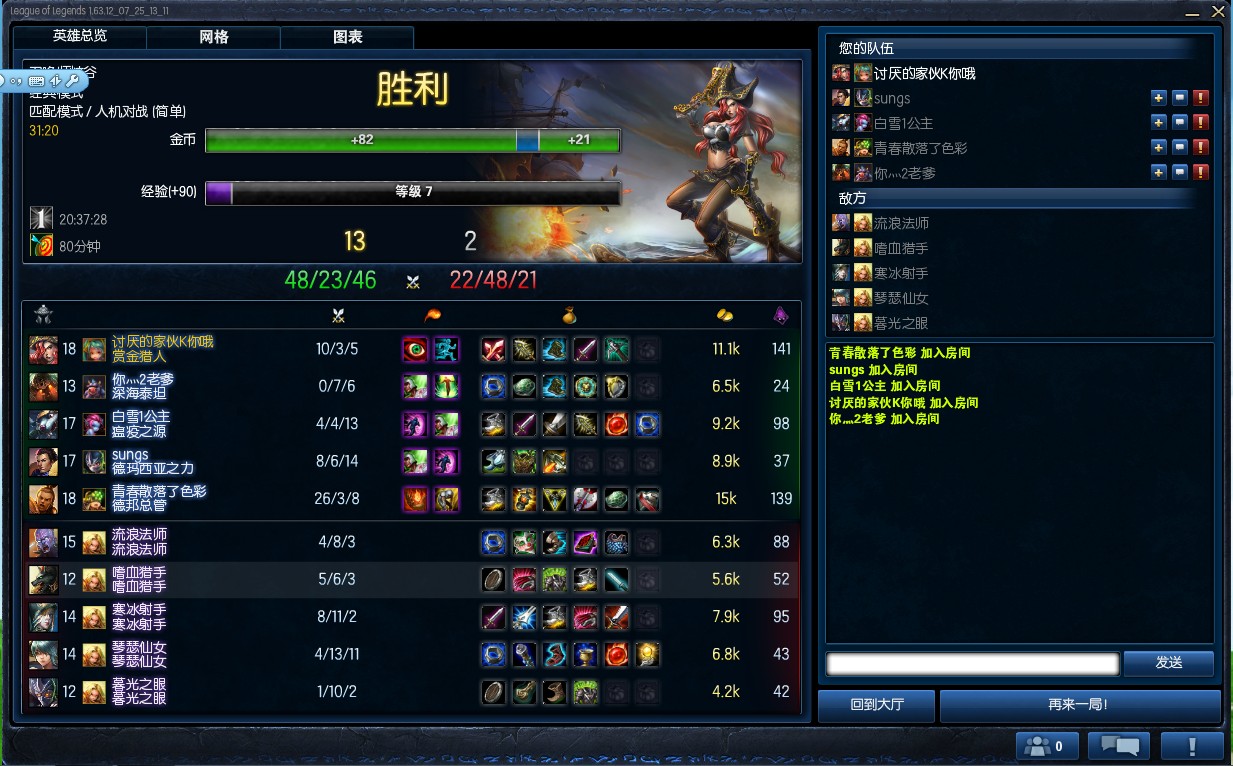 League of Legends 1.63.12_07_25_13_11
英雄总览 网格 图表
匹配模式 / 人机对战 (简单)
31:20
胜利
金币 +82 +21
经验(+90) 等级 7
20:37:28
80分钟
13 2
48/23/46 22/48/21
18 讨厌的家伙K你哦 10/3/5 11.1k 141
赏金猎人
13 你灬2老爹 0/7/6 6.5k 24
深海泰坦
17 白雪1公主 4/4/13 9.2k 98
盅疫之源
17 sungs 8/6/14 8.9k 37
德玛西亚之力
18 青春散落了色彩 26/3/8 15k 139
德邦总管
15 流浪法师 4/8/3 6.3k 88
流浪法师
12 嗜血猎手 5/6/3 5.6k 52
嗜血猎手
14 寒冰射手 8/11/2 7.9k 95
寒冰射手
14 琴瑟仙女 4/13/11 6.8k 43
琴瑟仙女
12 暮光之眼 1/10/2 4.2k 42
暮光之眼
您的队伍
讨厌的家伙K你哦
sungs
白雪1公主
青春散落了色彩
你灬2老爹
敌方
流浪法师
嗜血猎手
寒冰射手
琴瑟仙女
暮光之眼
青春散落了色彩 加入房间
sungs 加入房间
白雪1公主 加入房间
讨厌的家伙K你哦 加入房间
你灬2老爹 加入房间
发送
回到大厅 再来一局!
0